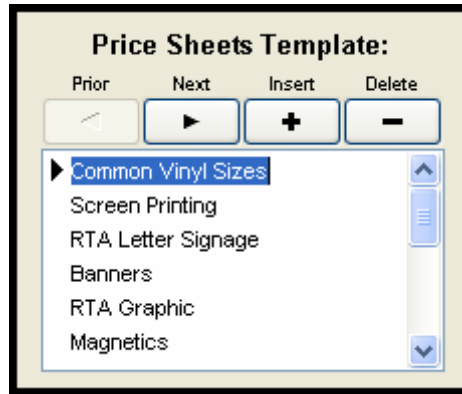 Price Sheets Template:
Prior Next Insert Delete
Common Vinyl Sizes
Screen Printing
RTA Letter Signage
Banners
RTA Graphic
Magnetics